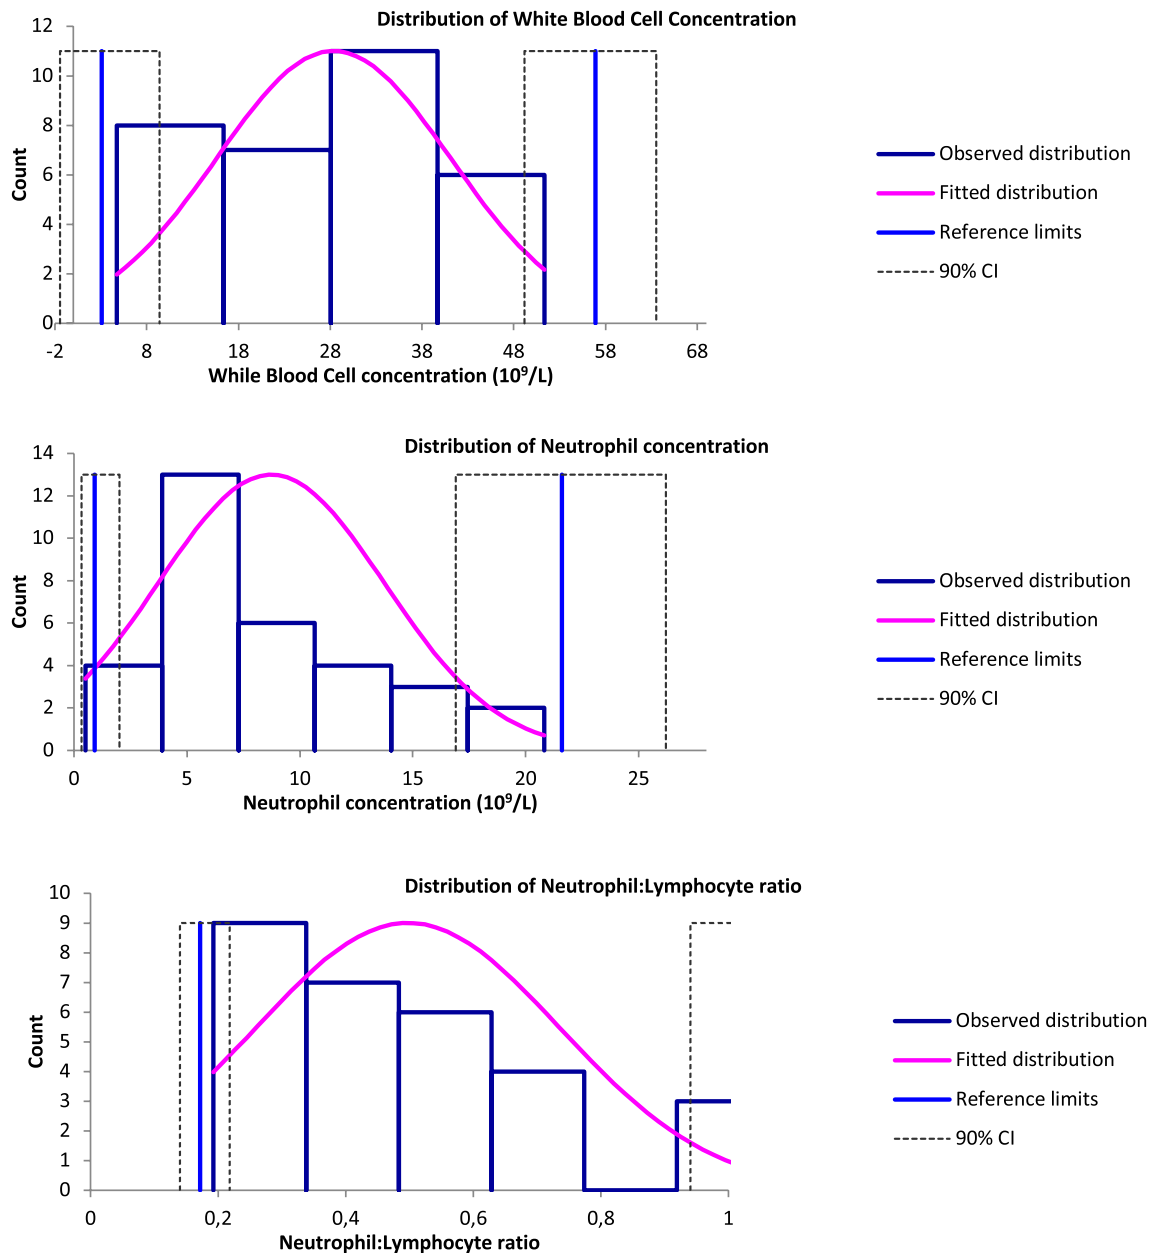 Distribution of White Blood Cell Concentration
12
10
8
6
4
2
0
Count
-2 8 18 28 38 48 58 68
While Blood Cell concentration (10⁹/L)
Observed distribution
Fitted distribution
Reference limits
90% CI
Distribution of Neutrophil concentration
14
12
10
8
6
4
2
0
Count
0 5 10 15 20 25
Neutrophil concentration (10⁹/L)
Observed distribution
Fitted distribution
Reference limits
90% CI
Distribution of Neutrophil:Lymphocyte ratio
10
9
8
7
6
5
4
3
2
1
0
Count
0 0,2 0,4 0,6 0,8 1
Neutrophil:Lymphocyte ratio
Observed distribution
Fitted distribution
Reference limits
90% CI